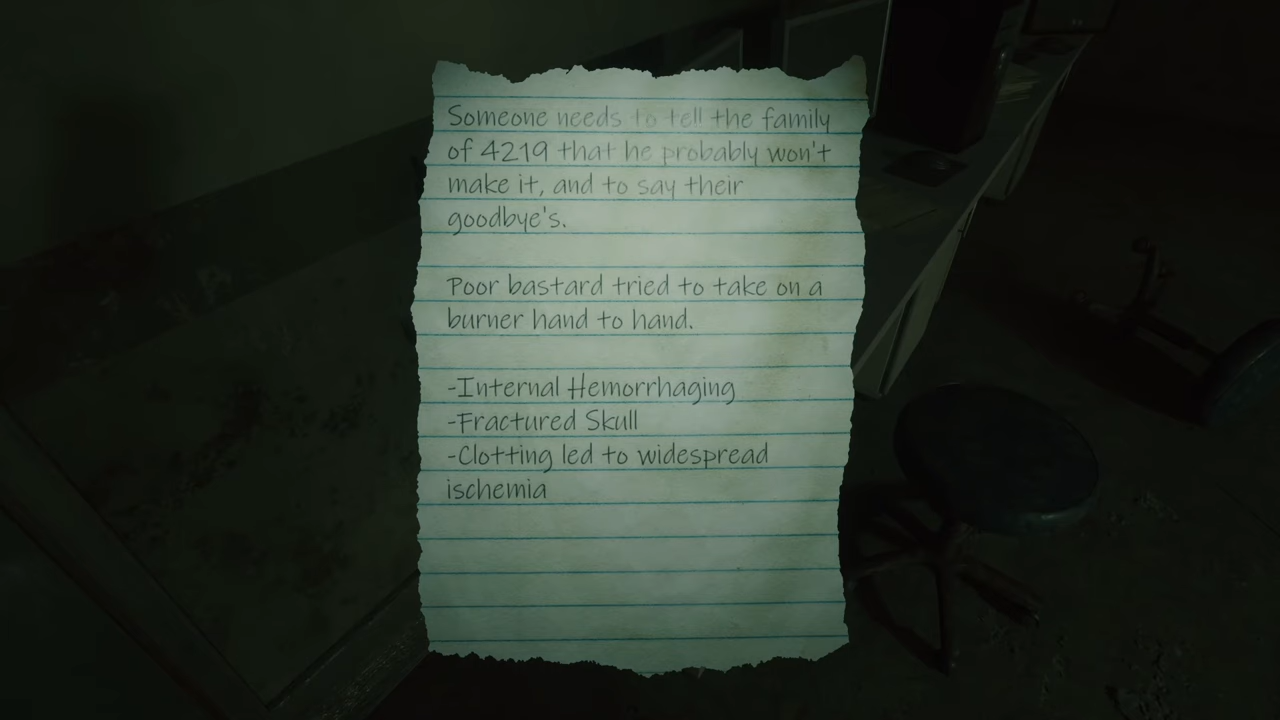 Someone needs to tell the family
of 4219 that he probably won't
make it, and to say their
goodbye's.
Poor bastard tried to take on a
burner hand to hand.
-Internal Hemorrhaging
-Fractured Skull
-Clotting led to widespread
ischemia